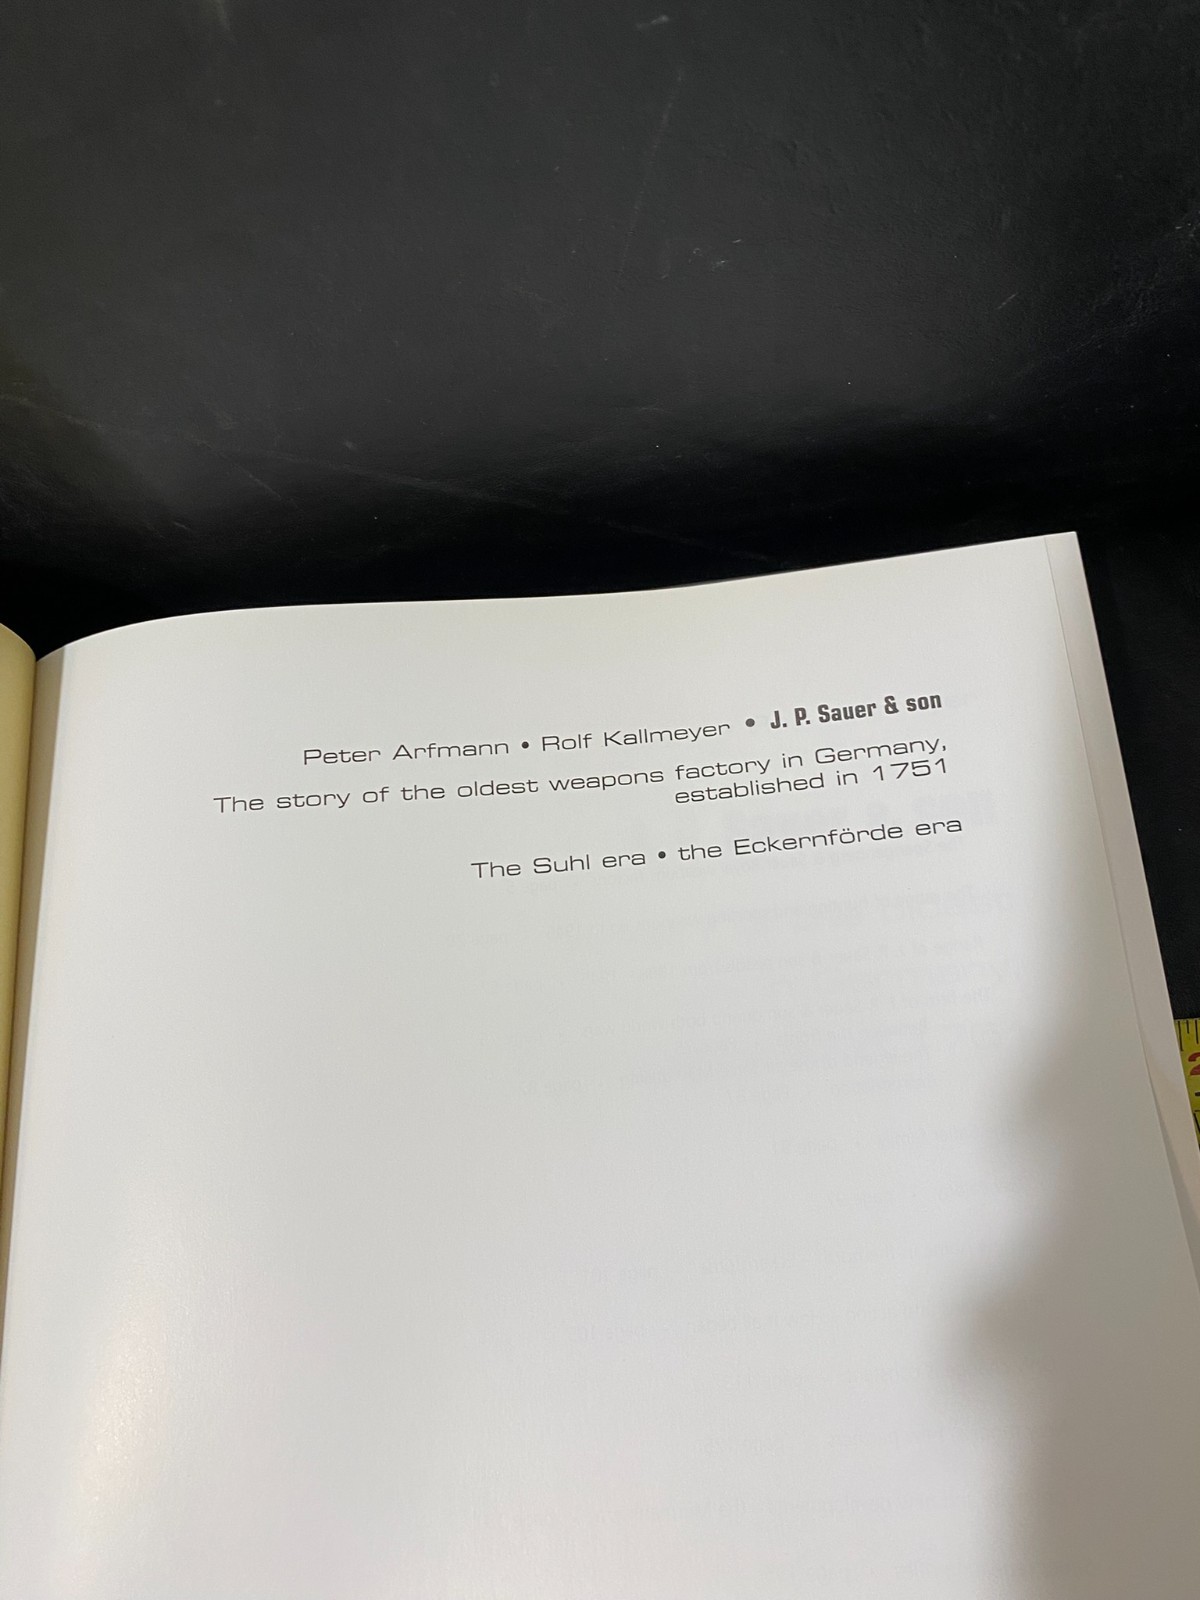 Peter Arfmann • Rolf Kallmeyer • J. P. Sauer & son
The story of the oldest weapons factory in Germany,
established in 1751
The Suhl era • the Eckernförde era
2